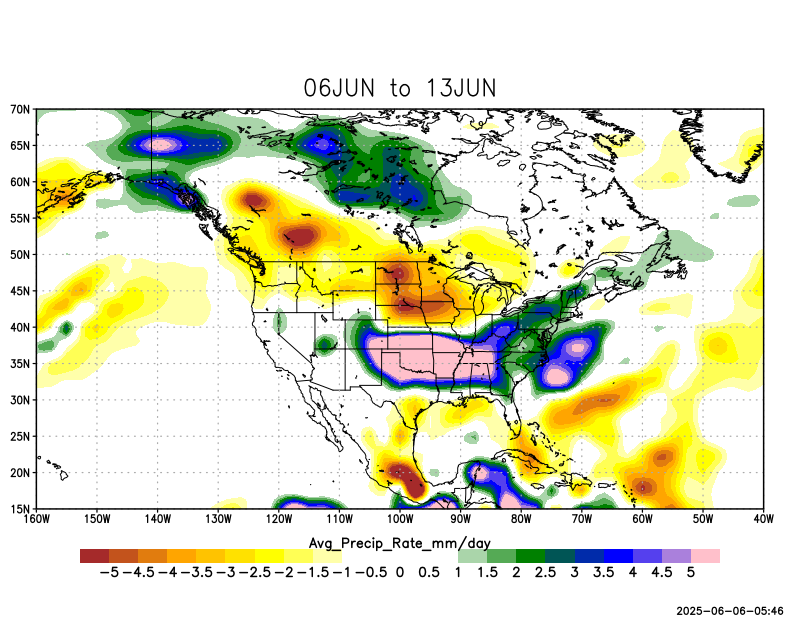 06JUN to 13JUN
70N
65N
60N
55N
50N
45N
40N
35N
30N
25N
20N
15N
160W 150W 140W 130W 120W 110W 100W 90W 80W 70W 60W 50W 40W
Avg_Precip_Rate_mm/day
-5 -4.5 -4 -3.5 -3 -2.5 -2 -1.5 -1 -0.5 0 0.5 1 1.5 2 2.5 3 3.5 4 4.5 5
2025-06-06-05:46